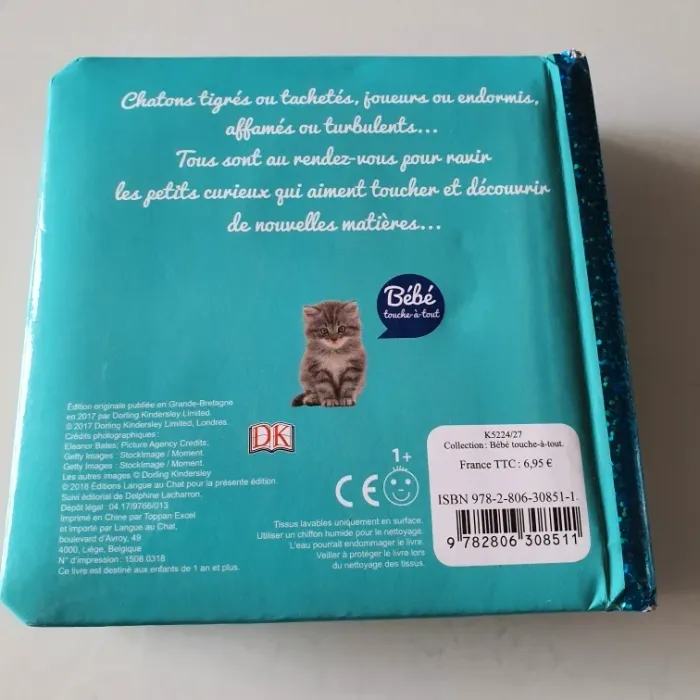 Chatons tigrés ou tachetés, joueurs ou endormis,
affamés ou turbulents...
Tous sont au rendez-vous pour ravir
les petits curieux qui aiment toucher et découvrir
de nouvelles matières...
Bébé
touche-à-tout
Édition originale publiée en Grande-Bretagne
en 2017 par Dorling Kindersley Limited.
© 2017 Dorling Kindersley Limited, Londres.
Crédits photographiques :
Eleanor Bates; Picture Agency Credits.
Getty Images : StockImage / Moment.
Getty Images : StockImage / Moment.
Les autres images © Dorling Kindersley
© 2018 Éditions Langue au Chat pour la présente édition.
Suivi éditorial de Delphine Lacharron.
Dépôt légal : 04.17/9766/013
Imprimé en Chine par Toppan Excel
et importé par Langue au Chat,
boulevard d'Avroy, 49
4000, Liège, Belgique
N° d'impression : 1508 0318
Ce livre est destiné aux enfants de 1 an et plus.
DK
1+
CE
Tissus lavables uniquement en surface.
Utiliser un chiffon humide pour le nettoyage.
L'eau pourrait endommager le livre.
Veiller à protéger le livre lors
du nettoyage des tissus.
K5224/27
Collection : Bébé touche-à-tout.
France TTC : 6,95 €
ISBN 978-2-806-30851-1
9 782806 308511